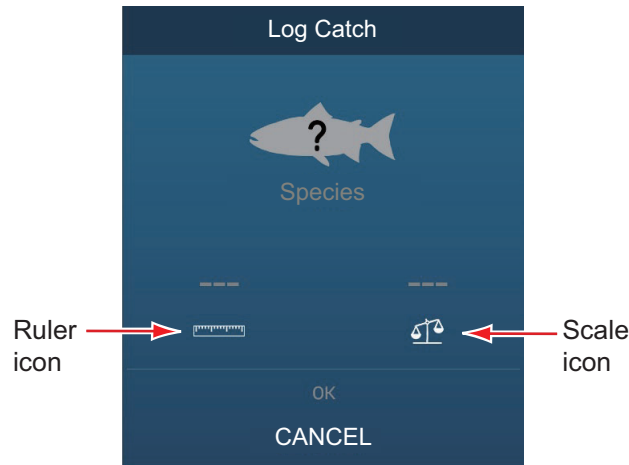 Log Catch
?
Species
--- ---
Ruler
icon
Scale
icon
OK
CANCEL